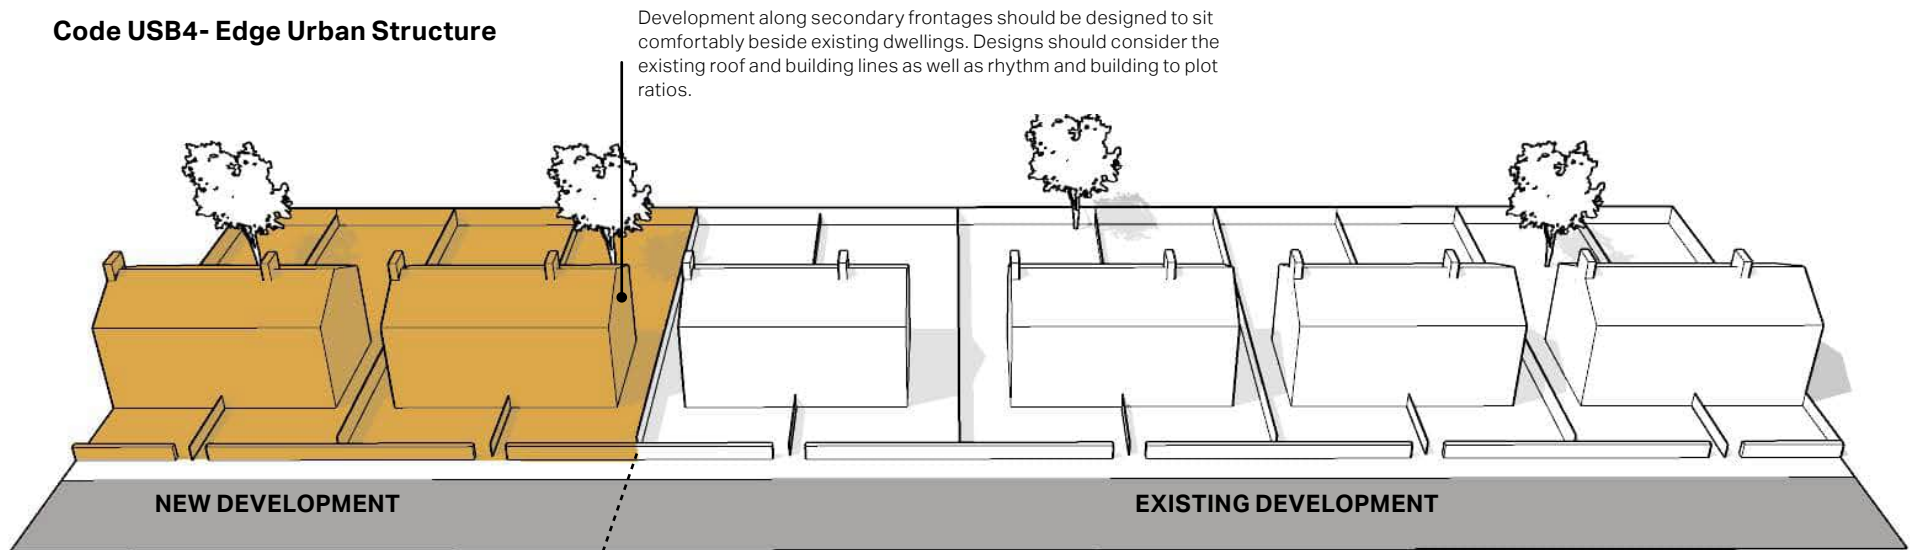 Code USB4- Edge Urban Structure
Development along secondary frontages should be designed to sit
comfortably beside existing dwellings. Designs should consider the
existing roof and building lines as well as rhythm and building to plot
ratios.
NEW DEVELOPMENT
EXISTING DEVELOPMENT